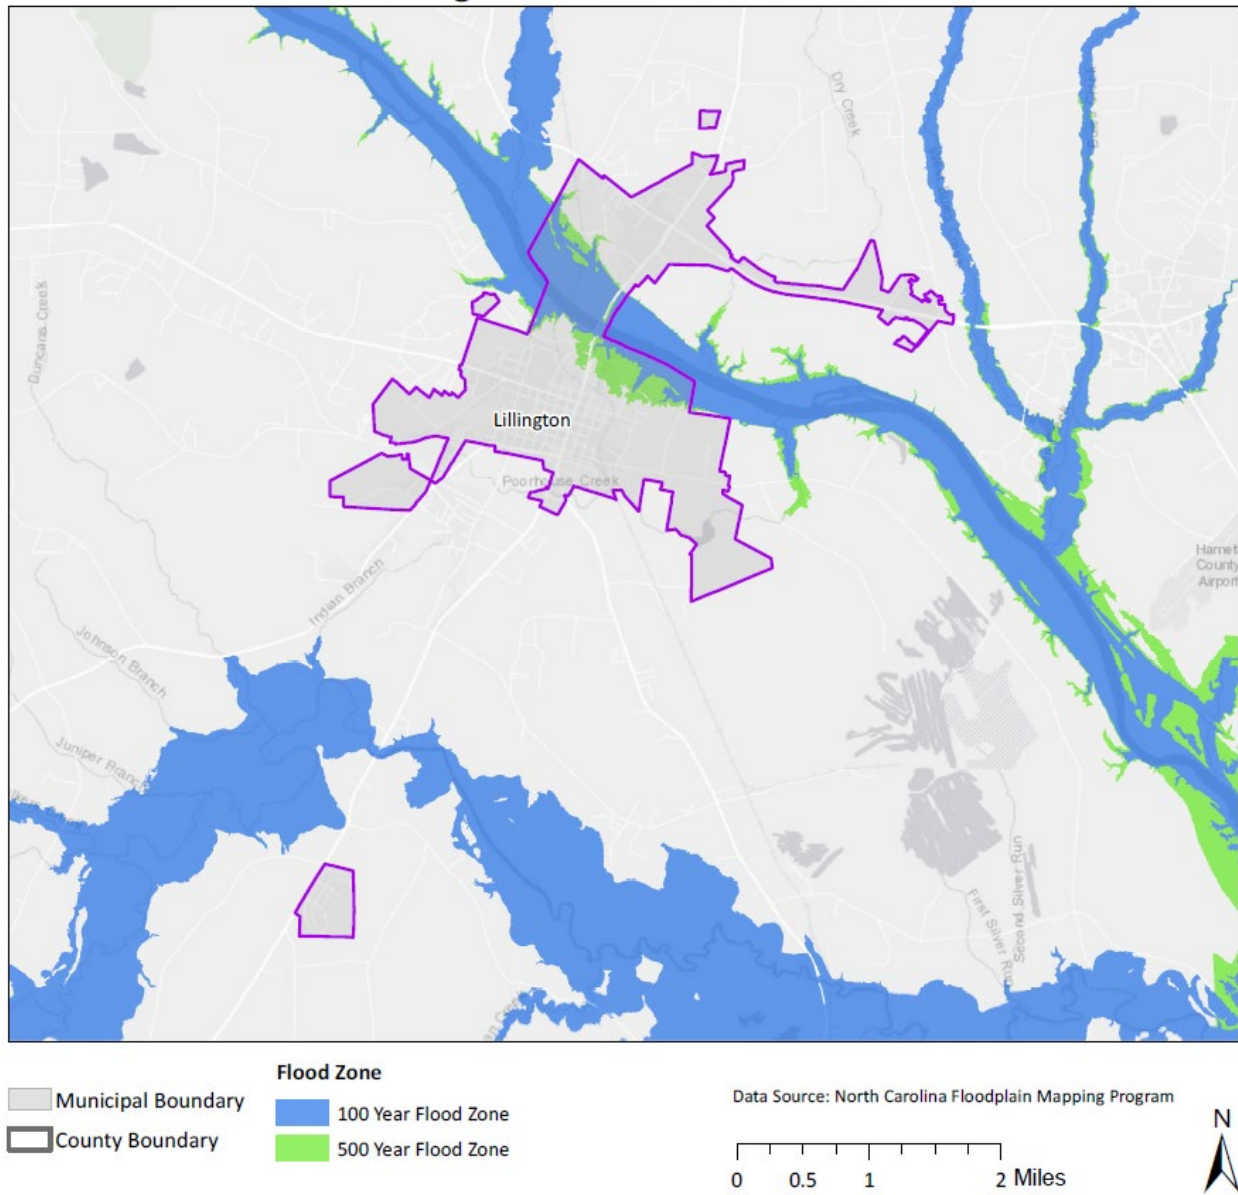 Dry Creek
Duncans Creek
Lillington
Poorhouse Creek
Harnett
County
Airport
Indian Branch
Johnson Branch
Juniper Branch
First Silver Run
Second Silver Run
Municipal Boundary
County Boundary
Flood Zone
100 Year Flood Zone
500 Year Flood Zone
Data Source: North Carolina Floodplain Mapping Program
N
0 0.5 1 2 Miles